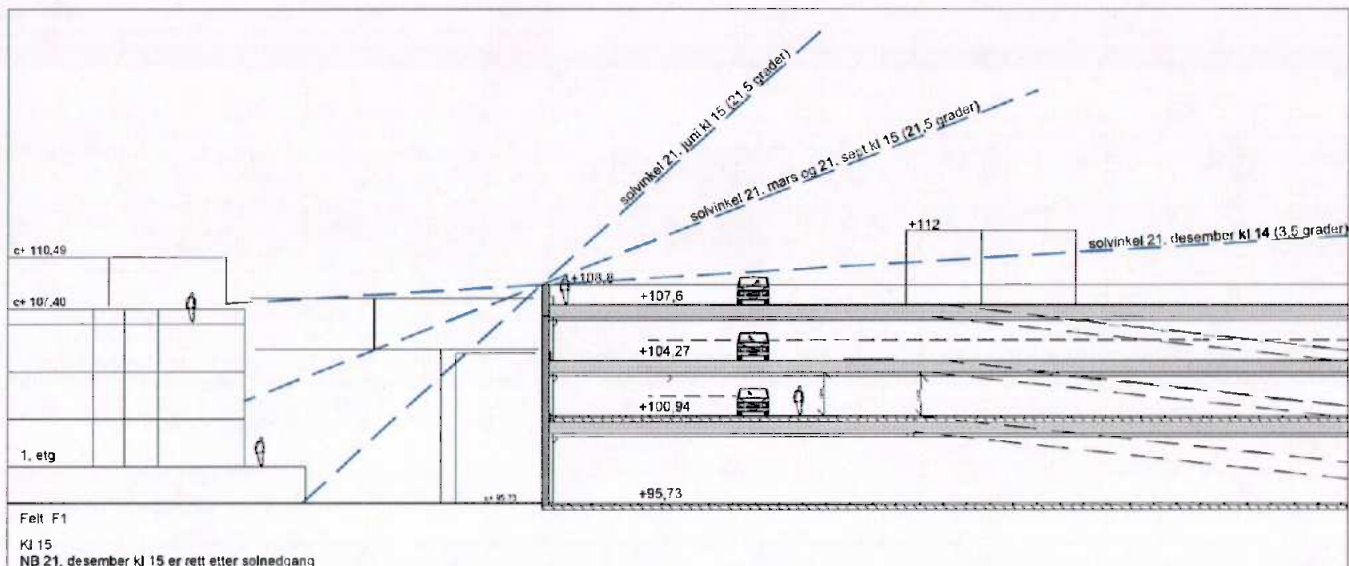 solvinkel 21. juni kl 15 (21,5 grader)
solvinkel 21. mars og 21. sept kl 15 (21,5 grader)
+112
solvinkel 21. desember kl 14 (3,5 grader)
c+ 110,49
+108,8
c+ 107,40
+107,6
+104,27
+100,94
1, etg
c+ 95,73
+95,73
Felt F1
Kl 15
NB 21. desember kl 15 er rett etter solnedgang